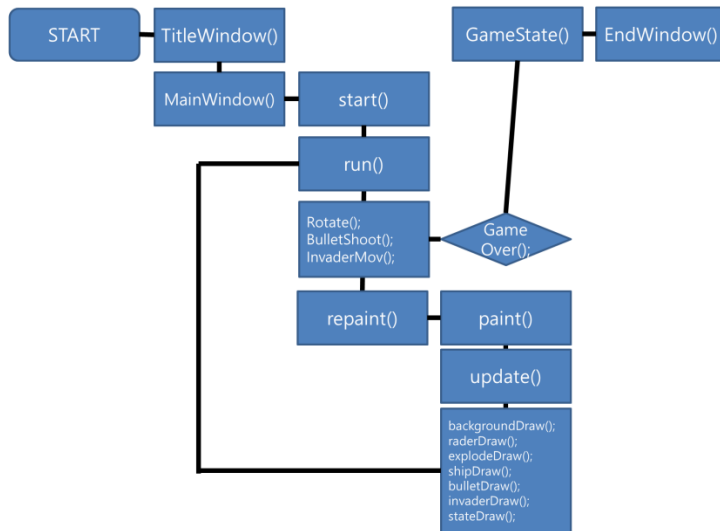 START
TitleWindow()
GameState()
EndWindow()
MainWindow()
start()
run()
Rotate();
BulletShoot();
InvaderMov();
Game
Over();
repaint()
paint()
update()
backgroundDraw();
raderDraw();
explodeDraw();
shipDraw();
bulletDraw();
invaderDraw();
stateDraw();